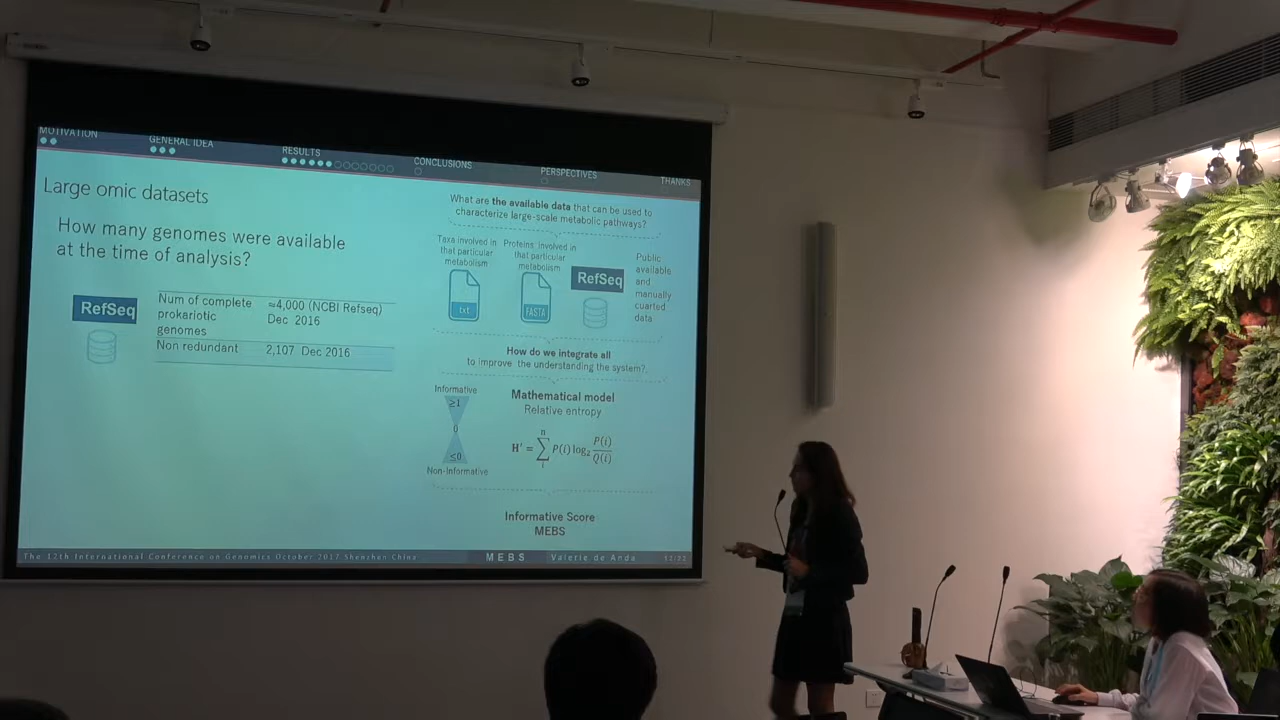 MOTIVATION
GENERAL IDEA
RESULTS
CONCLUSIONS
PERSPECTIVES
THANKS
Large omic datasets
How many genomes were available
at the time of analysis?
RefSeq
Num of complete
prokariotic
genomes
≈4,000 (NCBI Refseq)
Dec 2016
Non redundant
2,107 Dec 2016
What are the available data that can be used to
characterize large-scale metabolic pathways?
Taxa involved in
that particular
metabolism
txt
Proteins involved in
that particular
metabolism
FASTA
RefSeq
Public
available
and
manually
cuarted
data
How do we integrate all
to improve the understanding the system?
Informative
≥1
0
≤0
Non-Informative
Mathematical model
Relative entropy
H' = ∑ n i P(i) log₂ P(i)/Q(i)
Informative Score
MEBS
The 12th International Conference on Genomics October 2017 Shenzhen China
MEBS
Valerie de Anda